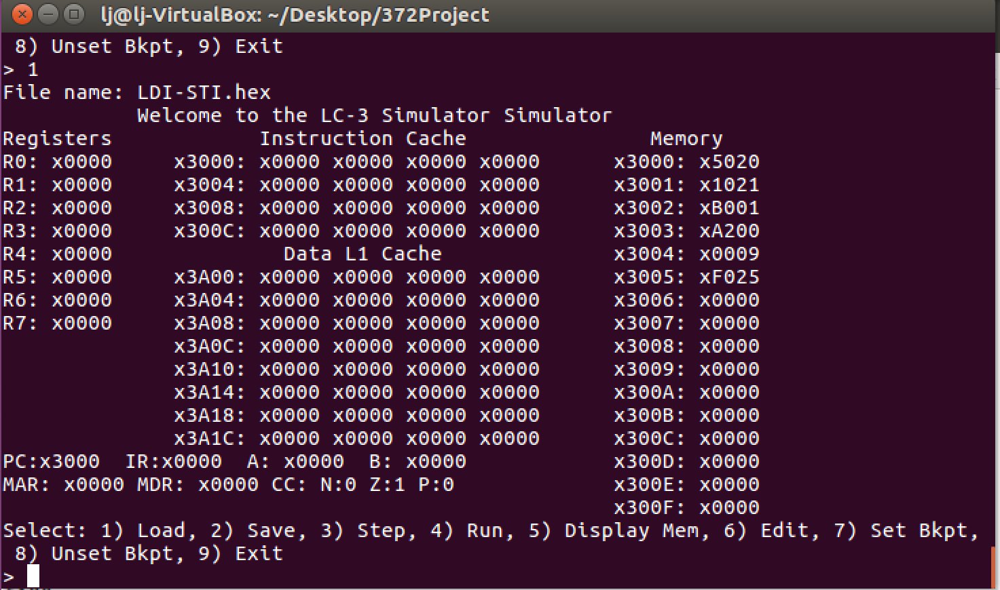 lj@lj-VirtualBox: ~/Desktop/372Project
8) Unset Bkpt, 9) Exit
> 1
File name: LDI-STI.hex
Welcome to the LC-3 Simulator Simulator
Registers Instruction Cache Memory
R0: x0000 x3000: x0000 x0000 x0000 x0000 x3000: x5020
R1: x0000 x3004: x0000 x0000 x0000 x0000 x3001: x1021
R2: x0000 x3008: x0000 x0000 x0000 x0000 x3002: xB001
R3: x0000 x300C: x0000 x0000 x0000 x0000 x3003: xA200
R4: x0000 Data L1 Cache x3004: x0009
R5: x0000 x3A00: x0000 x0000 x0000 x0000 x3005: xF025
R6: x0000 x3A04: x0000 x0000 x0000 x0000 x3006: x0000
R7: x0000 x3A08: x0000 x0000 x0000 x0000 x3007: x0000
x3A0C: x0000 x0000 x0000 x0000 x3008: x0000
x3A10: x0000 x0000 x0000 x0000 x3009: x0000
x3A14: x0000 x0000 x0000 x0000 x300A: x0000
x3A18: x0000 x0000 x0000 x0000 x300B: x0000
x3A1C: x0000 x0000 x0000 x0000 x300C: x0000
PC:x3000 IR:x0000 A: x0000 B: x0000 x300D: x0000
MAR: x0000 MDR: x0000 CC: N:0 Z:1 P:0 x300E: x0000
x300F: x0000
Select: 1) Load, 2) Save, 3) Step, 4) Run, 5) Display Mem, 6) Edit, 7) Set Bkpt,
8) Unset Bkpt, 9) Exit
>